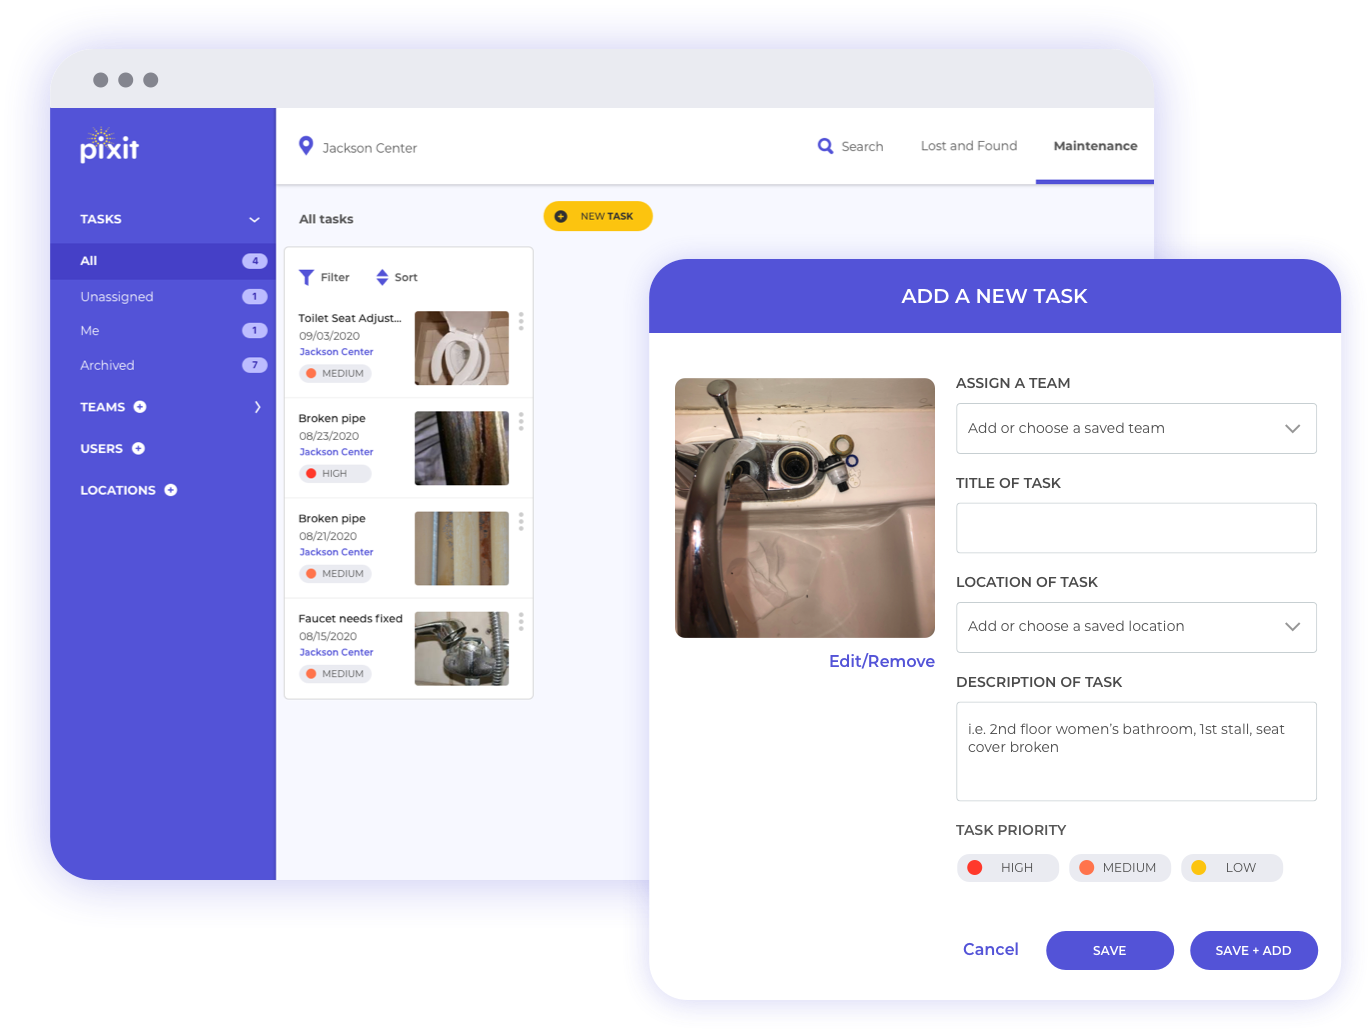 pixit
Jackson Center
Search
Lost and Found
Maintenance
TASKS
All
4
Unassigned
1
Me
1
Archived
7
TEAMS
USERS
LOCATIONS
All tasks
NEW TASK
Filter
Sort
Toilet Seat Adjust...
09/03/2020
Jackson Center
MEDIUM
Broken pipe
08/23/2020
Jackson Center
HIGH
Broken pipe
08/21/2020
Jackson Center
MEDIUM
Faucet needs fixed
08/15/2020
Jackson Center
MEDIUM
ADD A NEW TASK
Edit/Remove
ASSIGN A TEAM
Add or choose a saved team
TITLE OF TASK
LOCATION OF TASK
Add or choose a saved location
DESCRIPTION OF TASK
i.e. 2nd floor women’s bathroom, 1st stall, seat
cover broken
TASK PRIORITY
HIGH
MEDIUM
LOW
Cancel
SAVE
SAVE + ADD